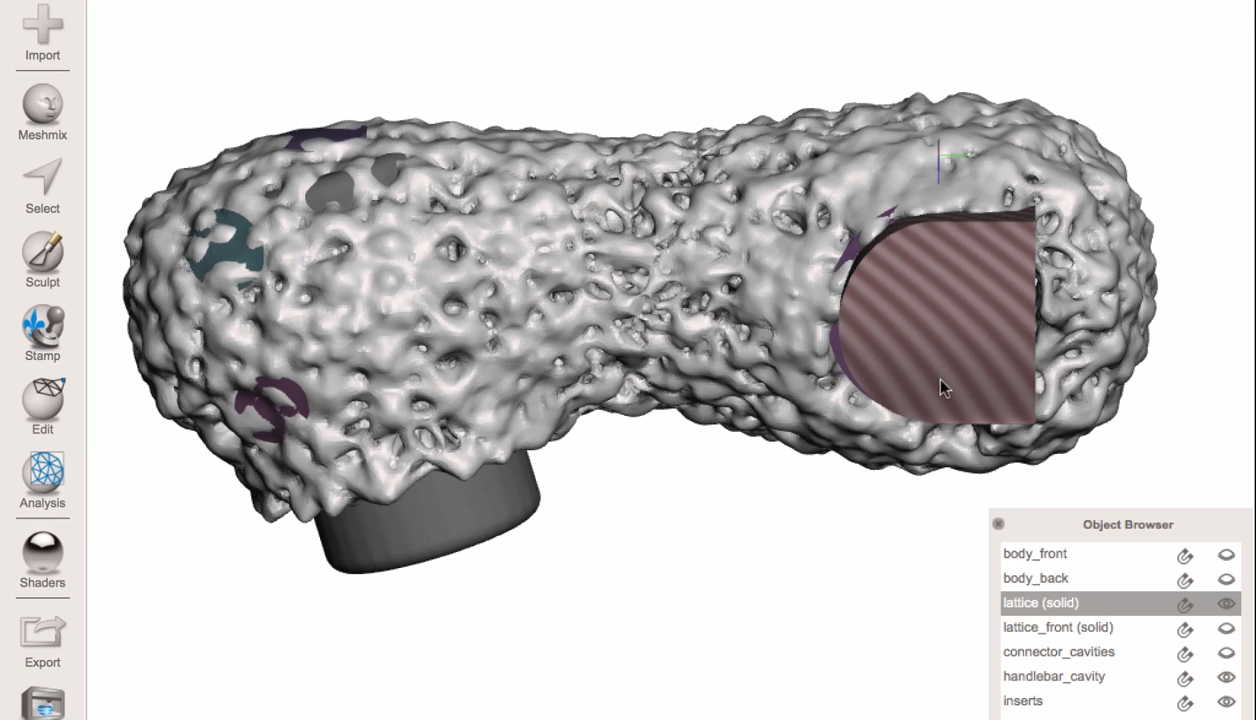 Import
Meshmix
Select
Sculpt
Stamp
Edit
Analysis
Shaders
Export
Object Browser
body_front
body_back
lattice (solid)
lattice_front (solid)
connector_cavities
handlebar_cavity
inserts